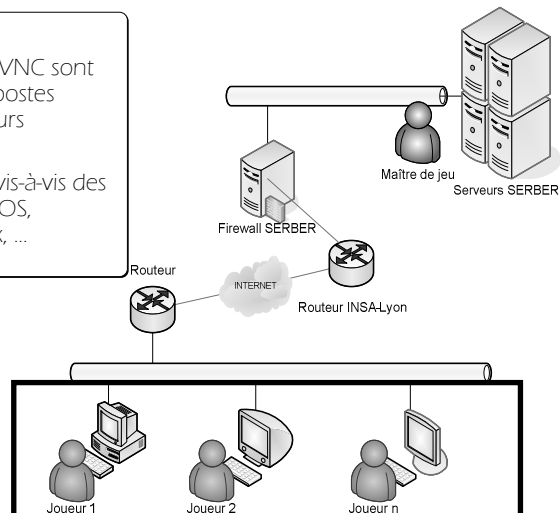 VNC sont
postes
urs
vis-à-vis des
OS,
x, ...
Maître de jeu
Serveurs SERBER
Firewall SERBER
Routeur
INTERNET
Routeur INSA-Lyon
Joueur 1
Joueur 2
Joueur n